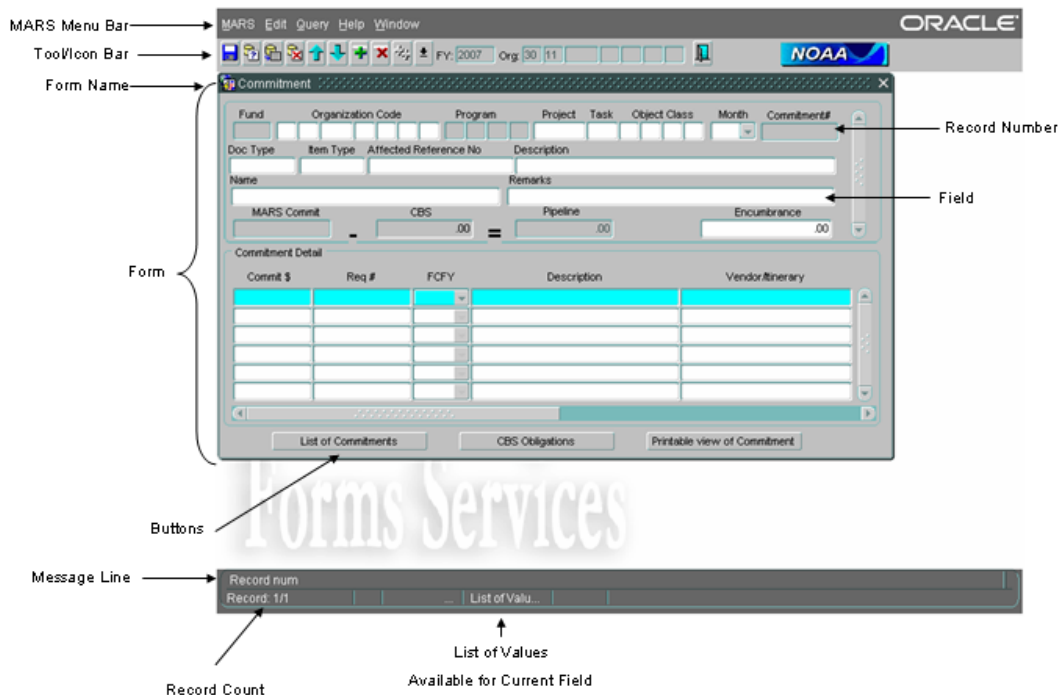 MARS Menu Bar
MARS Edit Query Help Window
ORACLE
Tool/Icon Bar
FY: 2007 Org: 30 11
NOAA
Form Name
Commitment
Fund Organization Code Program Project Task Object Class Month Commitment#
Record Number
Doc Type Item Type Affected Reference No Description
Name Remarks
Field
MARS Commit CBS Pipeline Encumbrance
- .00 = .00 .00
Form
Commitment Detail
Commit $ Req # FCFY Description Vendor/Itinerary
List of Commitments CBS Obligations Printable view of Commitment
Forms Services
Buttons
Message Line
Record num
Record: 1/1 ... List of Valu...
List of Values
Available for Current Field
Record Count